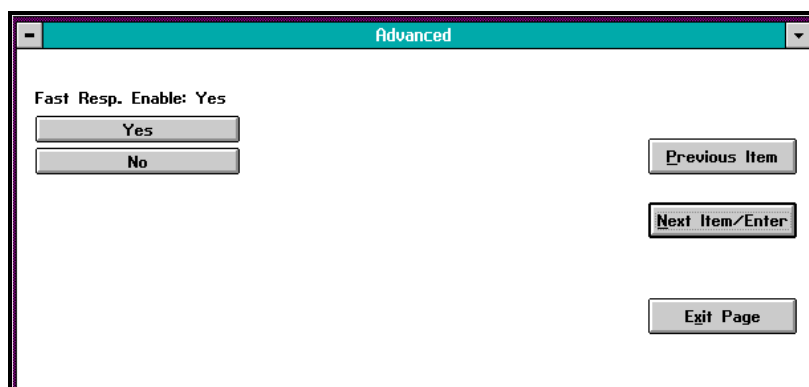 Advanced
Fast Resp. Enable: Yes
Yes
No
Previous Item
Next Item/Enter
Exit Page